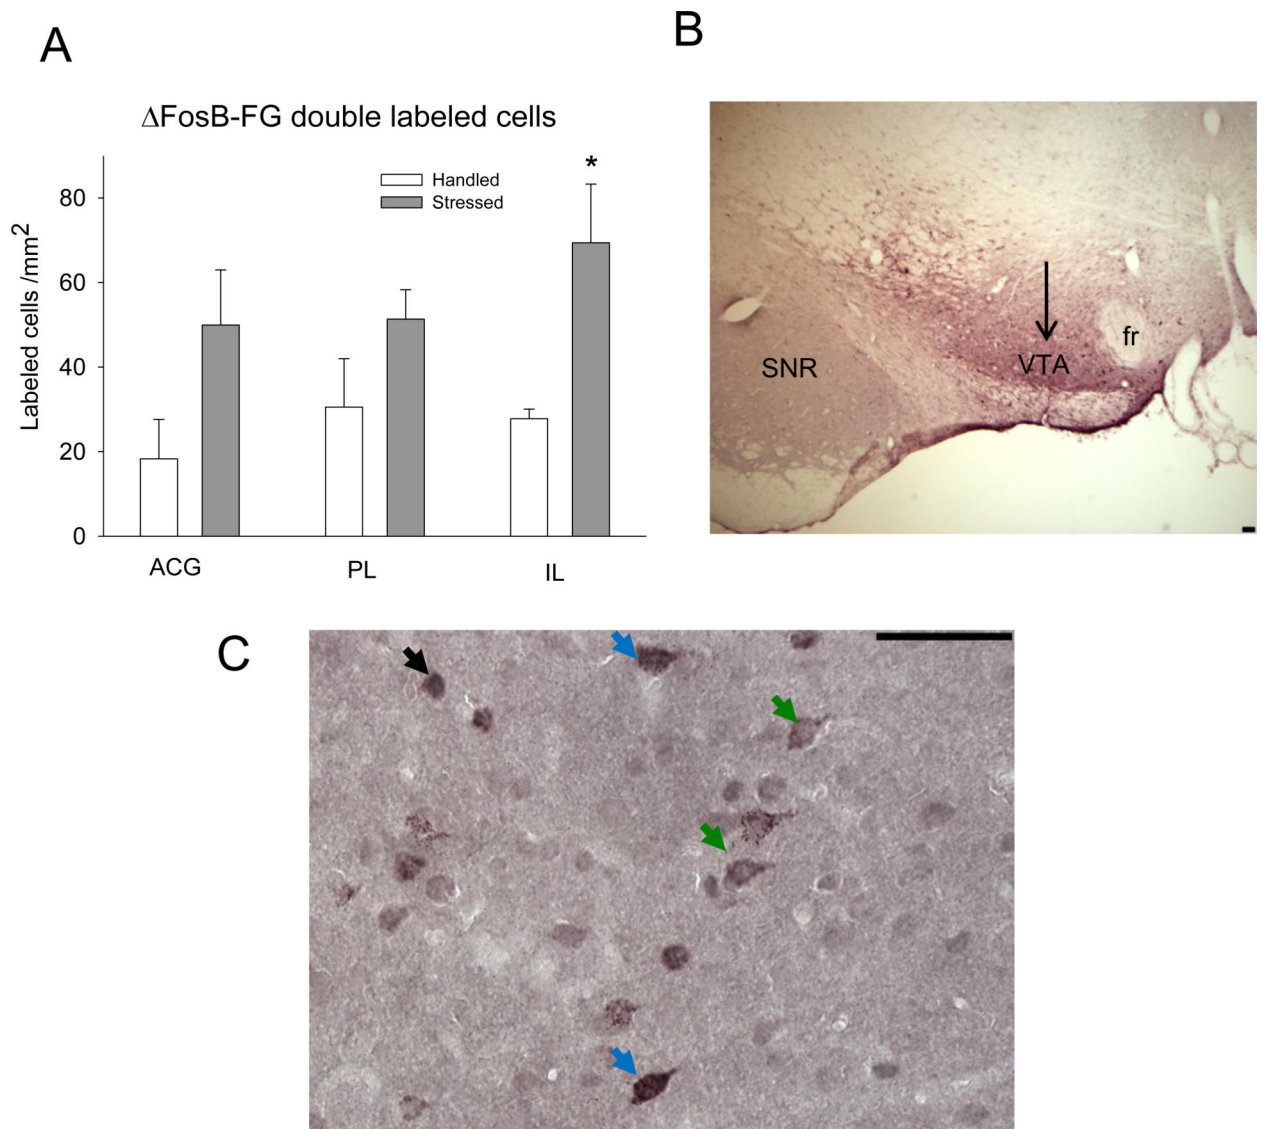 A
ΔFosB-FG double labeled cells
Labeled cells /mm²
80
60
40
20
0
Handled
Stressed
*
ACG
PL
IL
B
SNR
VTA
fr
C